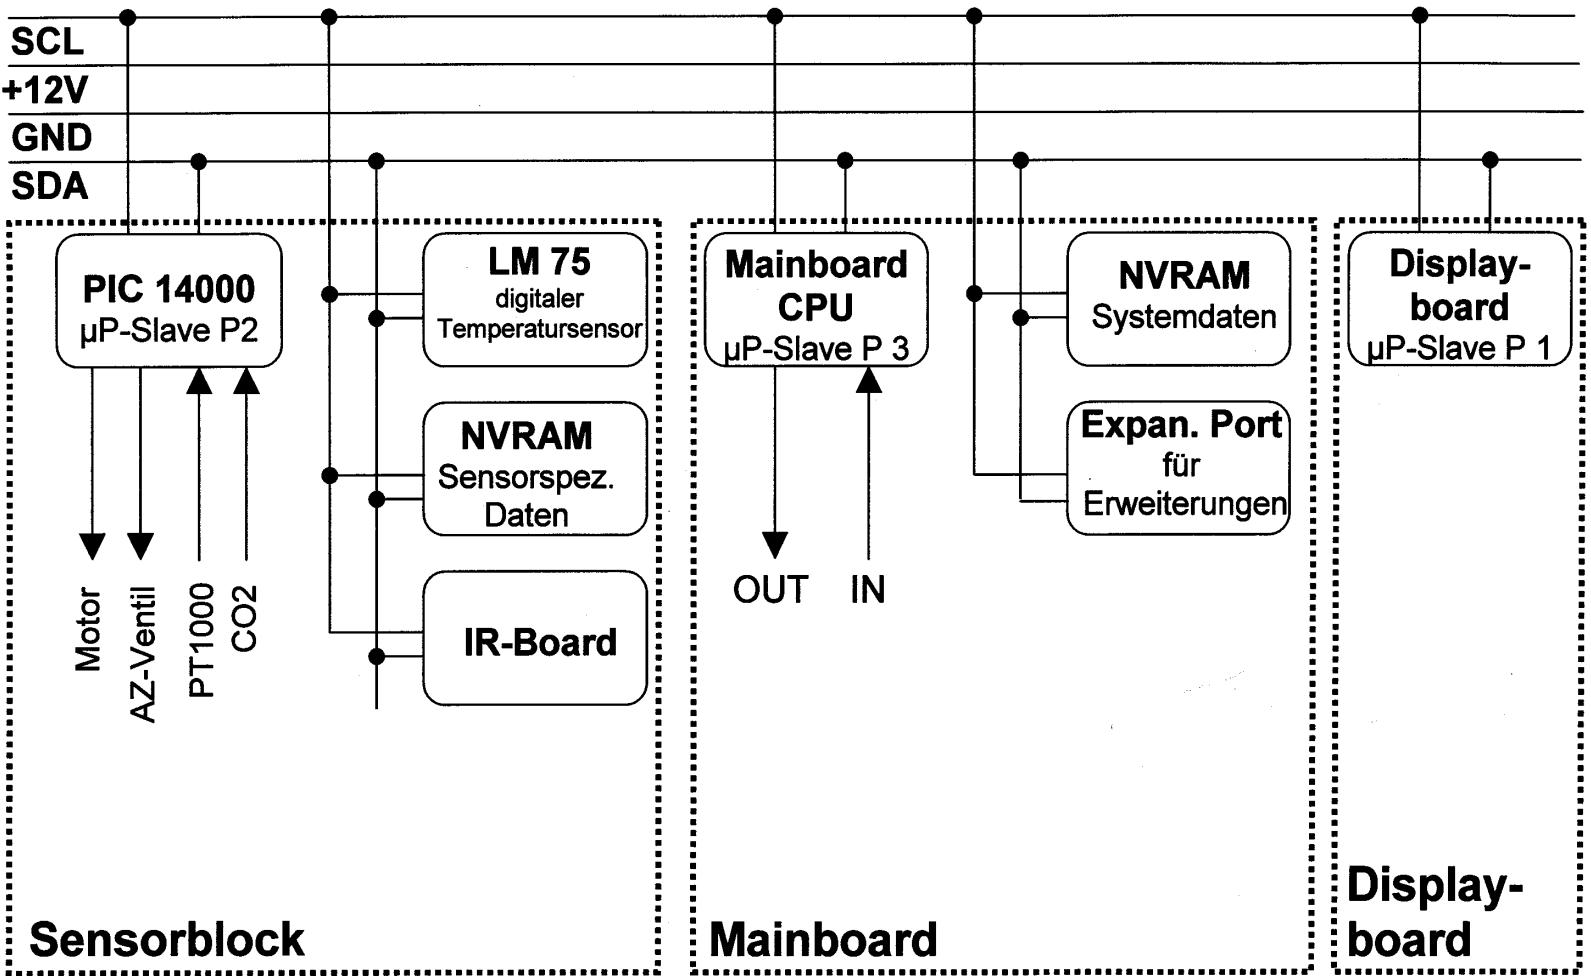 SCL
+12V
GND
SDA
PIC 14000
µP-Slave P2
LM 75
digitaler
Temperatursensor
NVRAM
Sensorspez.
Daten
IR-Board
Motor
AZ-Ventil
PT1000
CO2
Sensorblock
Mainboard
CPU
µP-Slave P 3
OUT
IN
NVRAM
Systemdaten
Expan. Port
für
Erweiterungen
Mainboard
Display-
board
µP-Slave P 1
Display-
board